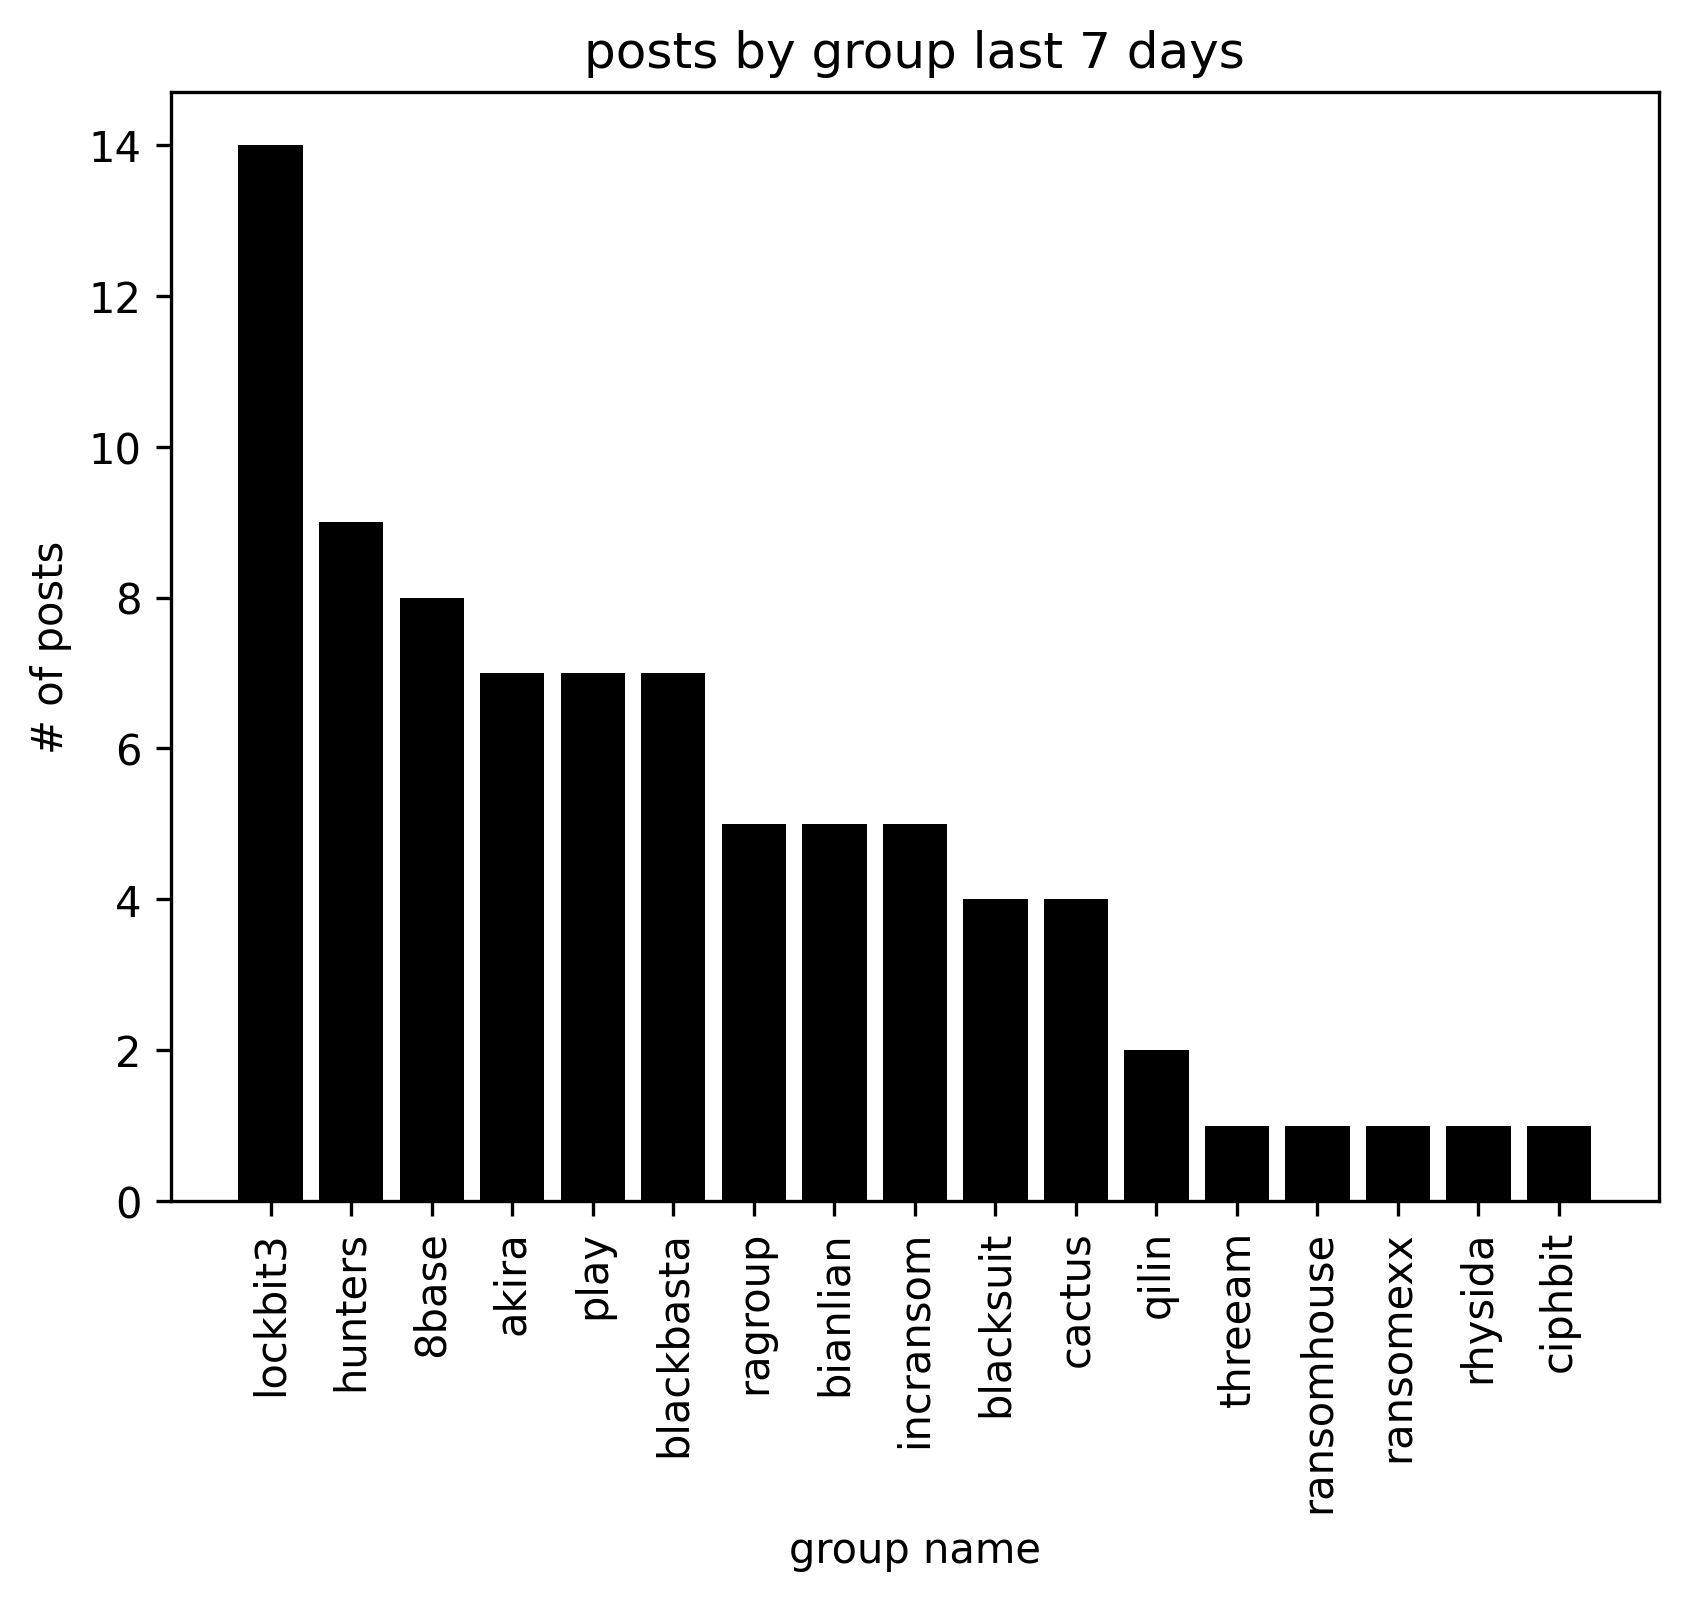 posts by group last 7 days
# of posts
14
12
10
8
6
4
2
0
lockbit3
hunters
8base
akira
play
blackbasta
ragroup
bianlian
incransom
blacksuit
cactus
qilin
threeam
ransomhouse
ransomexx
rhysida
ciphbit
group name